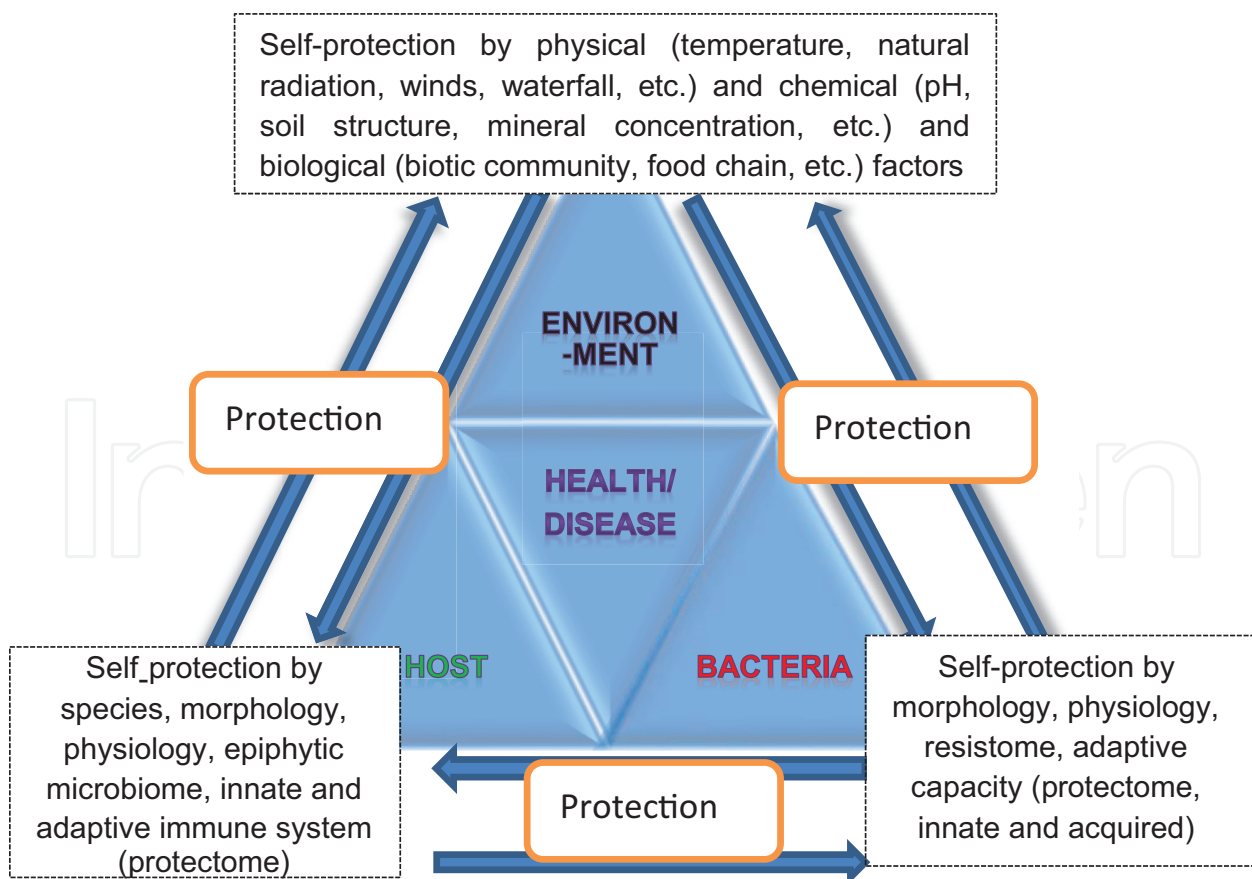 Self-protection by physical (temperature, natural
radiation, winds, waterfall, etc.) and chemical (pH,
soil structure, mineral concentration, etc.) and
biological (biotic community, food chain, etc.) factors
ENVIRON
-MENT
Protection
Protection
HEALTH/
DISEASE
HOST
BACTERIA
Self_protection by
species, morphology,
physiology, epiphytic
microbiome, innate and
adaptive immune system
(protectome)
Self-protection by
morphology, physiology,
resistome, adaptive
capacity (protectome,
innate and acquired)
Protection